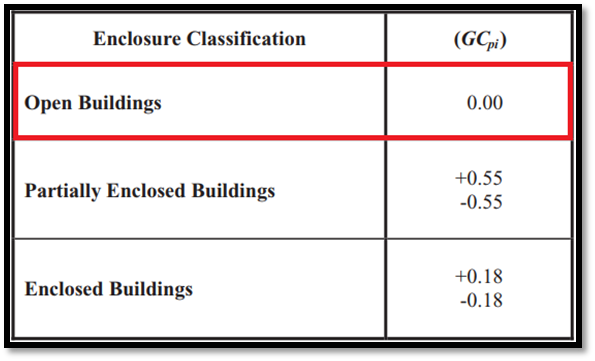 Enclosure Classification (GCpi)
Open Buildings 0.00
Partially Enclosed Buildings +0.55
-0.55
Enclosed Buildings +0.18
-0.18